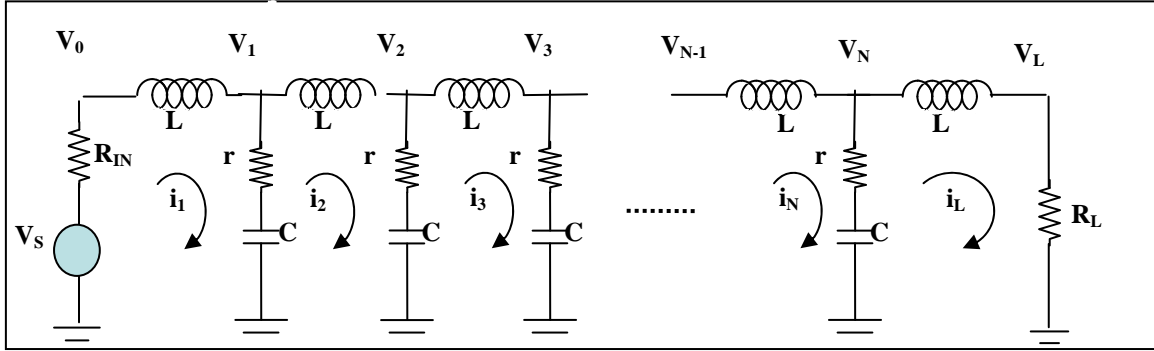 V0 V1 V2 V3 VN-1 VN VL
L L L L L
RIN r r r r
i1 i2 i3 ......... iN iL RL
VS C C C C